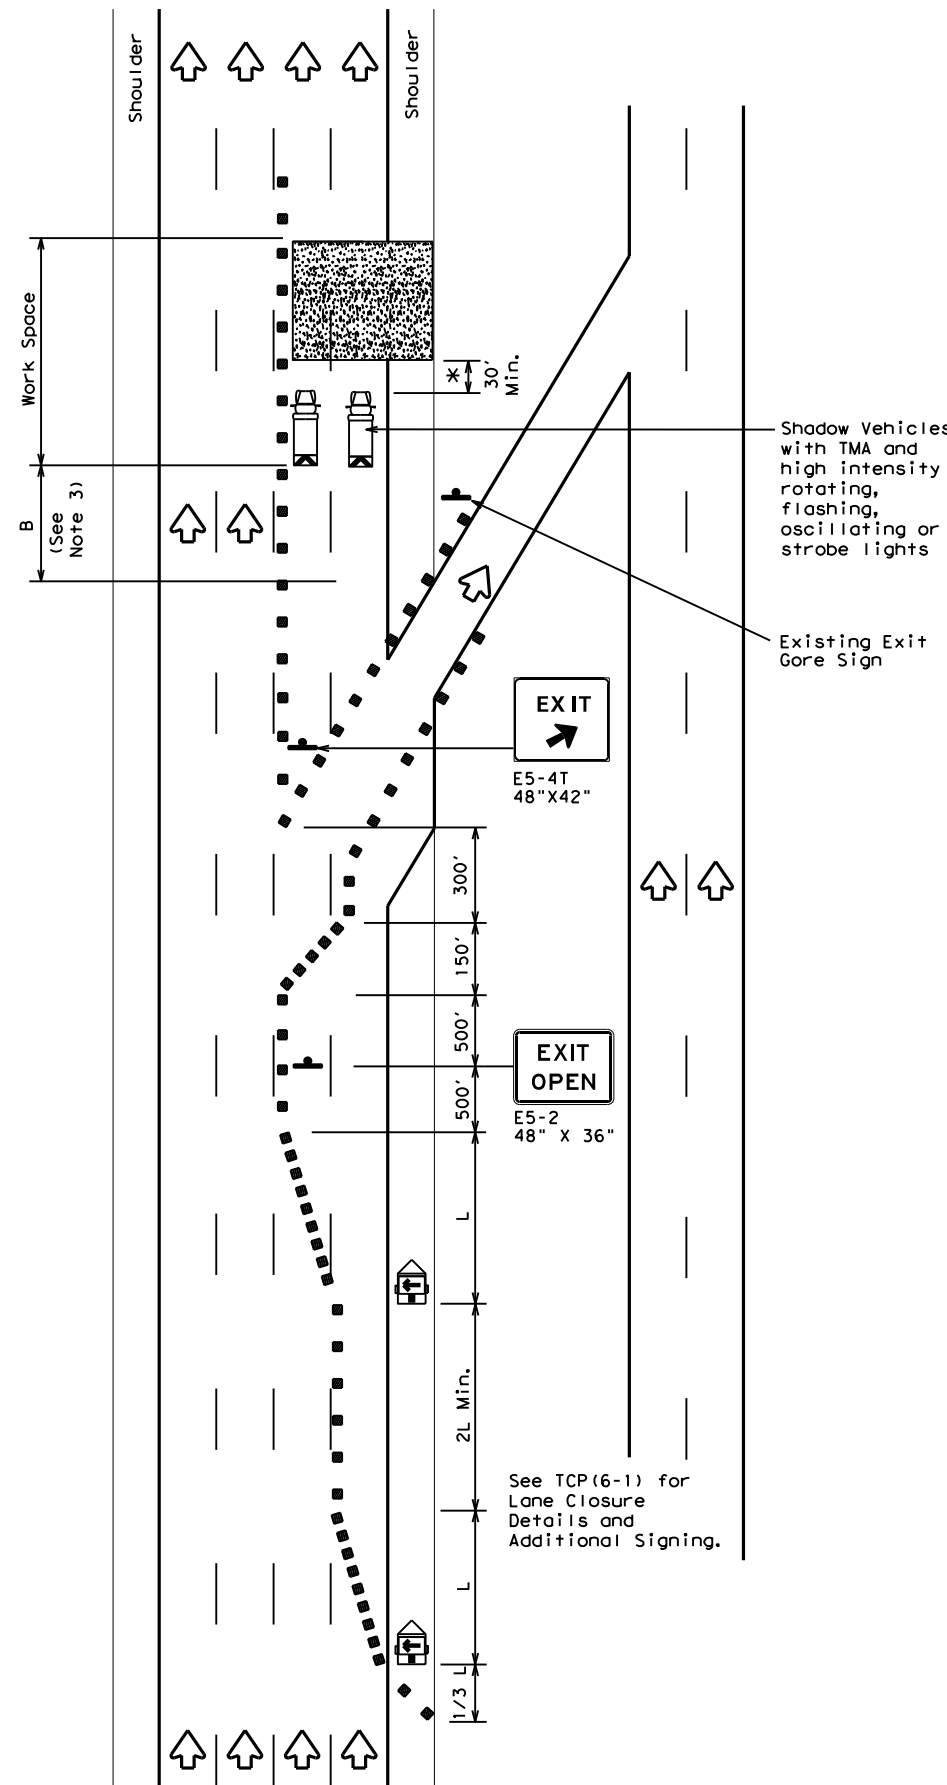 Shoulder
Shoulder
Work Space
*
30'
Min.
Shadow Vehicles
with TMA and
high intensity
rotating,
flashing,
oscillating or
strobe lights
B
(See
Note 3)
Existing Exit
Gore Sign
EXIT
E5-4T
48"X42"
300'
150'
500'
EXIT
OPEN
500'
E5-2
48" X 36"
L
2L Min.
See TCP(6-1) for
Lane Closure
Details and
Additional Signing.
L
1/3 L